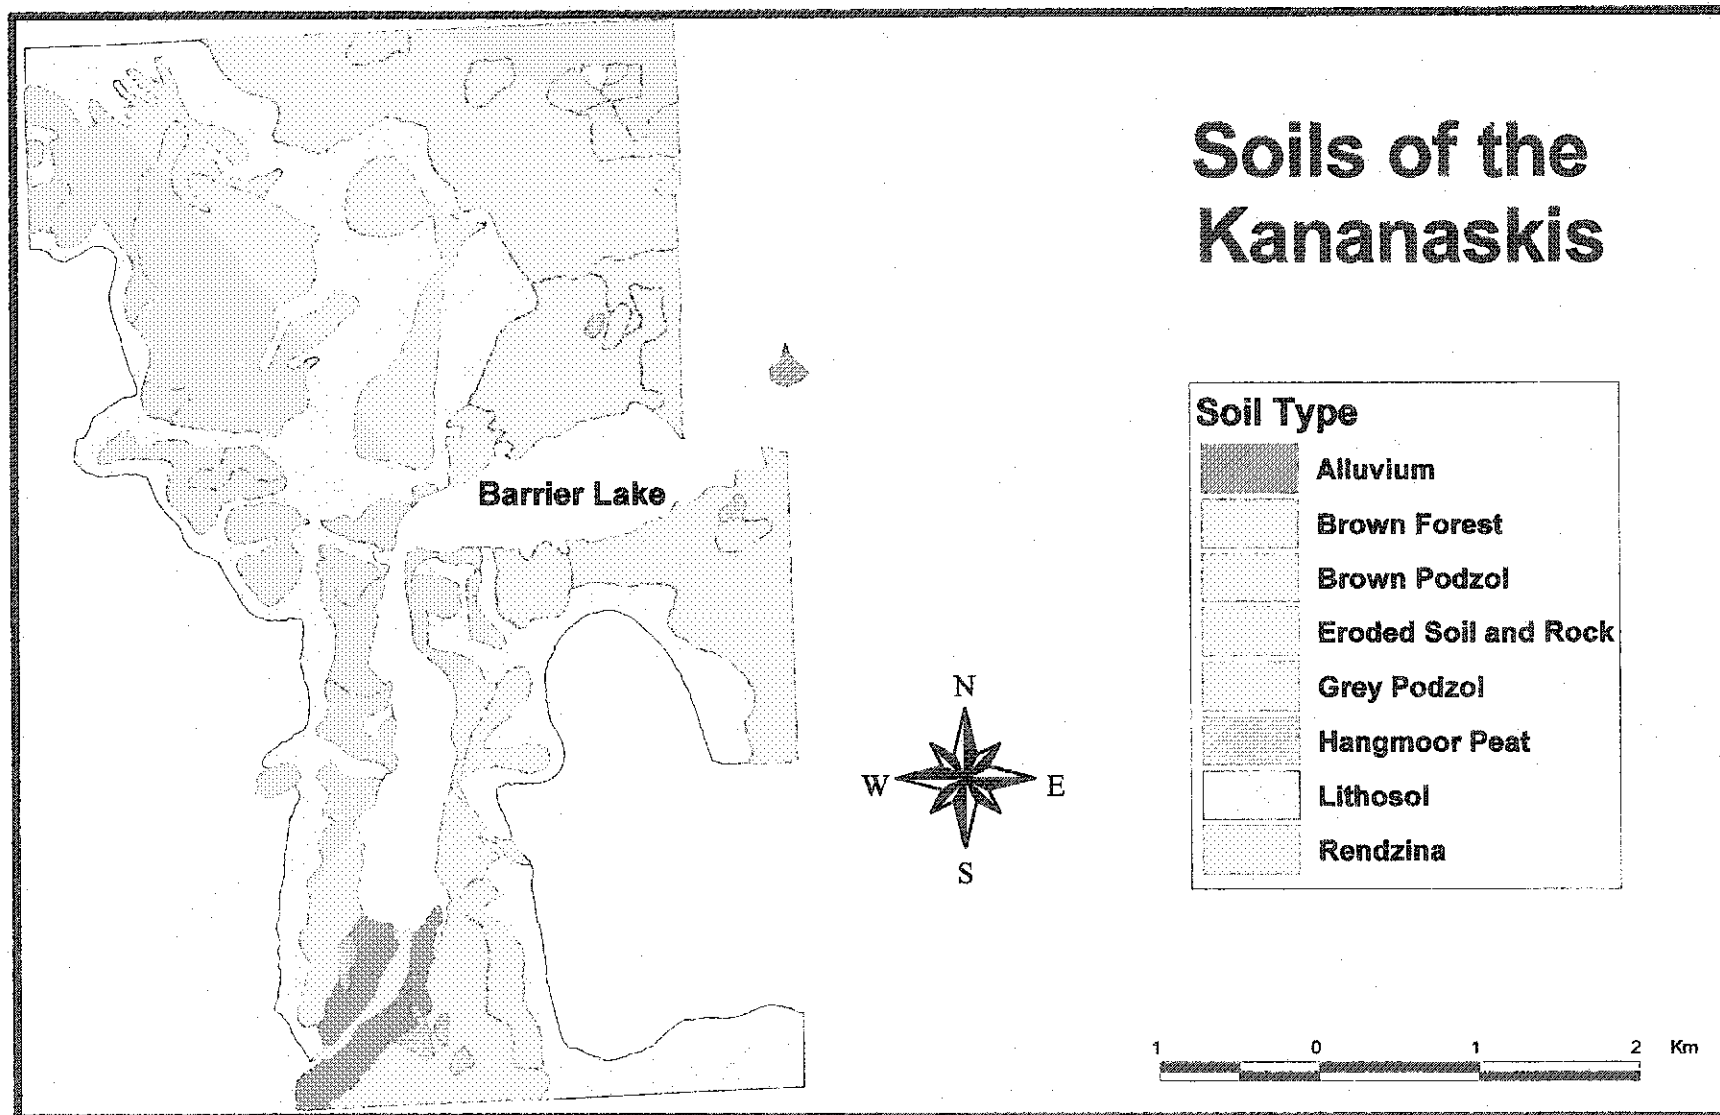 Soils of the
Kananaskis
Barrier Lake
Soil Type
Alluvium
Brown Forest
Brown Podzol
Eroded Soil and Rock
Grey Podzol
Hangmoor Peat
Lithosol
Rendzina
N
W E
S
1 0 1 2 Km